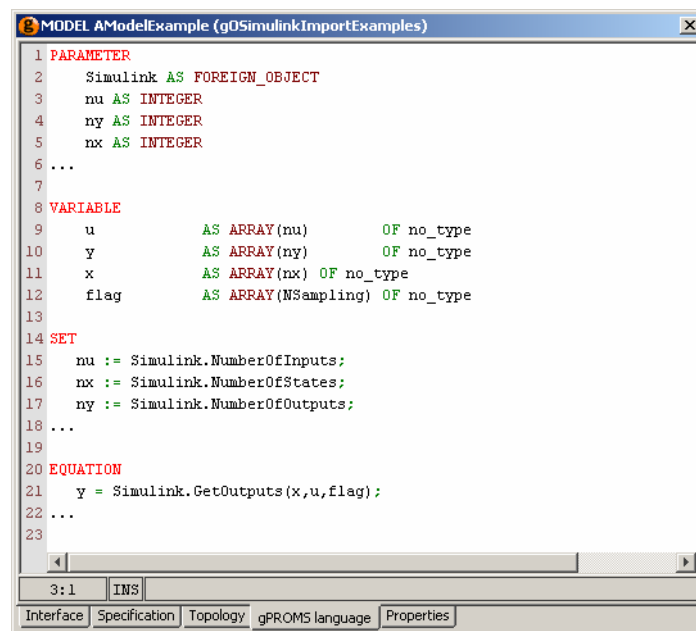 MODEL AModelExample (gOSimulinkImportExamples)
1 PARAMETER
2     Simulink AS FOREIGN_OBJECT
3     nu AS INTEGER
4     ny AS INTEGER
5     nx AS INTEGER
6 ...
7
8 VARIABLE
9     u             AS ARRAY(nu)         OF no_type
10     y             AS ARRAY(ny)         OF no_type
11     x             AS ARRAY(nx) OF no_type
12     flag          AS ARRAY(NSampling) OF no_type
13
14 SET
15    nu := Simulink.NumberOfInputs;
16    nx := Simulink.NumberOfStates;
17    ny := Simulink.NumberOfOutputs;
18 ...
19
20 EQUATION
21    y = Simulink.GetOutputs(x,u,flag);
22 ...
23
3:1 INS
Interface Specification Topology gPROMS language Properties